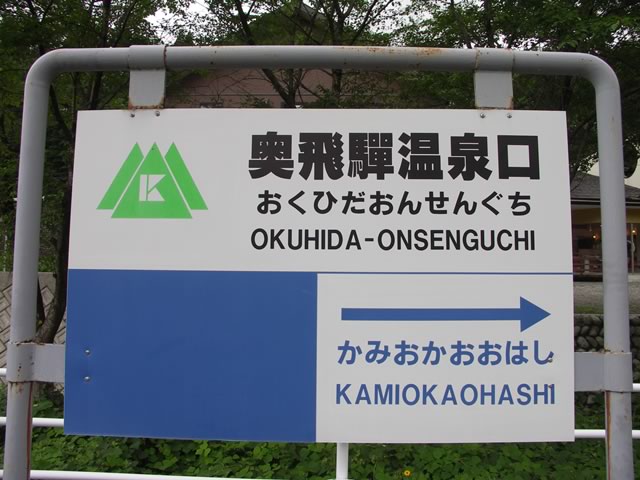 K
奥飛驒温泉口
おくひだおんせんぐち
OKUHIDA-ONSENGUCHI
かみおかおおはし
KAMIOKAOHASHI